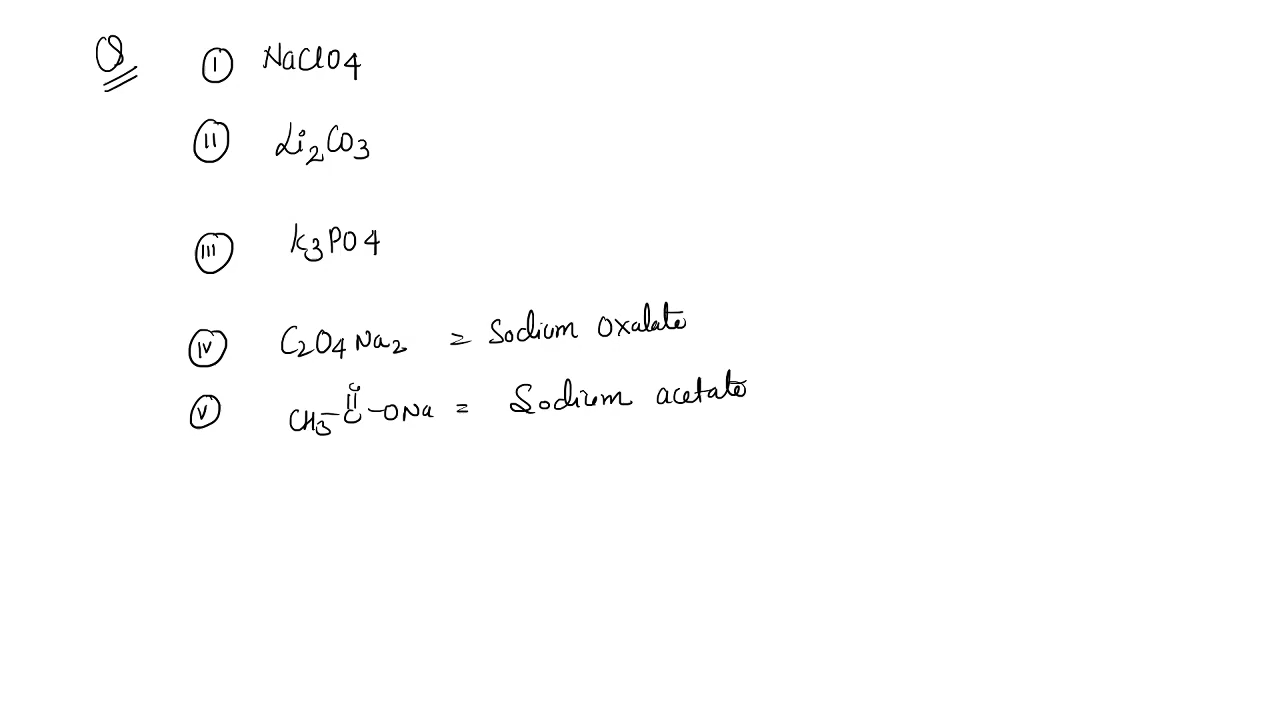 Q
(I) NaClO4
(II) Li2CO3
(III) K3PO4
(IV) C2O4Na2 = Sodium oxalate
(V) CH3-C-ONa = Sodium acetate